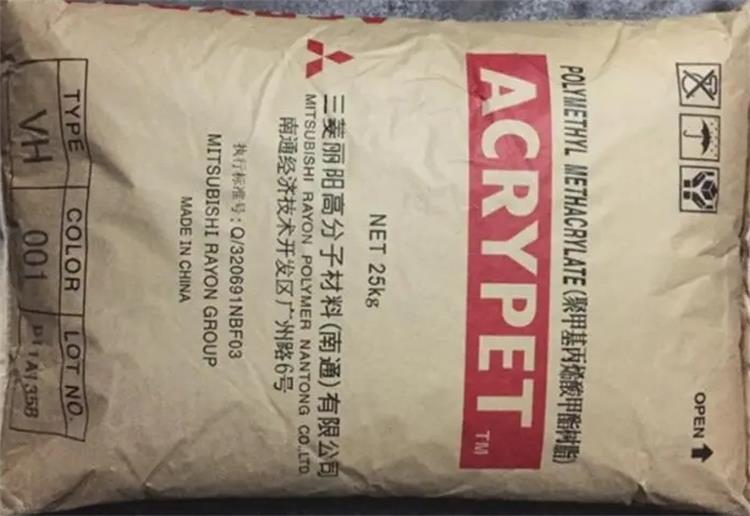 POLYMETHYL METHACRYLATE(聚甲基丙烯酸甲酯树脂)
OPEN
ACRYPET™
NET 25kg
三菱丽阳高分子材料(南通)有限公司
MITSUBISHI RAYON POLYMER NANTONG CO.,LTD.
南通经济技术开发区广州路6号
执行标准号:Q/320691NBF03
MITSUBISHI RAYON GROUP
MADE IN CHINA
TYPE COLOR LOT NO.
VH 001